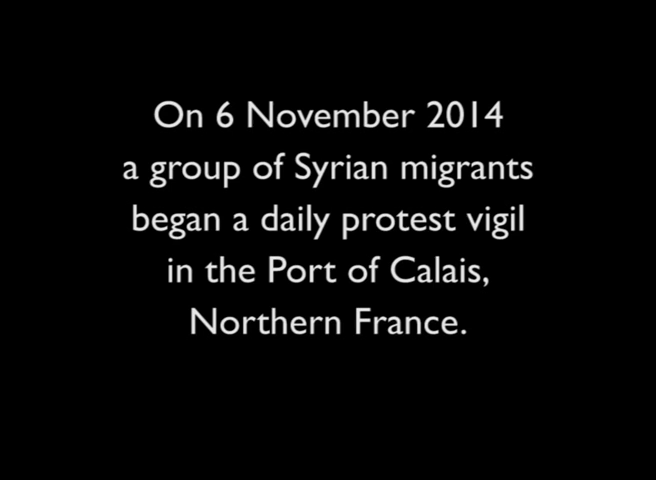 On 6 November 2014
a group of Syrian migrants
began a daily protest vigil
in the Port of Calais,
Northern France.